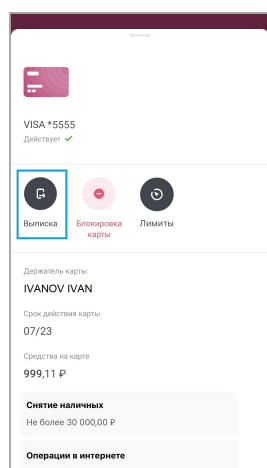 VISA *5555
Действует
Выписка
Блокировка
карты
Лимиты
Держатель карты
IVANOV IVAN
Срок действия карты
07/23
Средства на карте
999,11 ₽
Снятие наличных
Не более 30 000,00 ₽
Операции в интернете